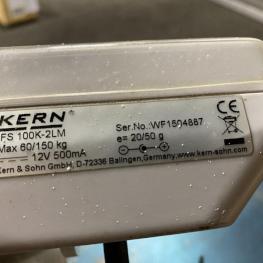 KERN
FS 100K-2LM
Max 60/150 kg
12V 500mA
Ser.No.:WF1504887
e= 20/50 g
Kern & Sohn GmbH, D-72336 Balingen,Germany,www.kern-sohn.com
CE